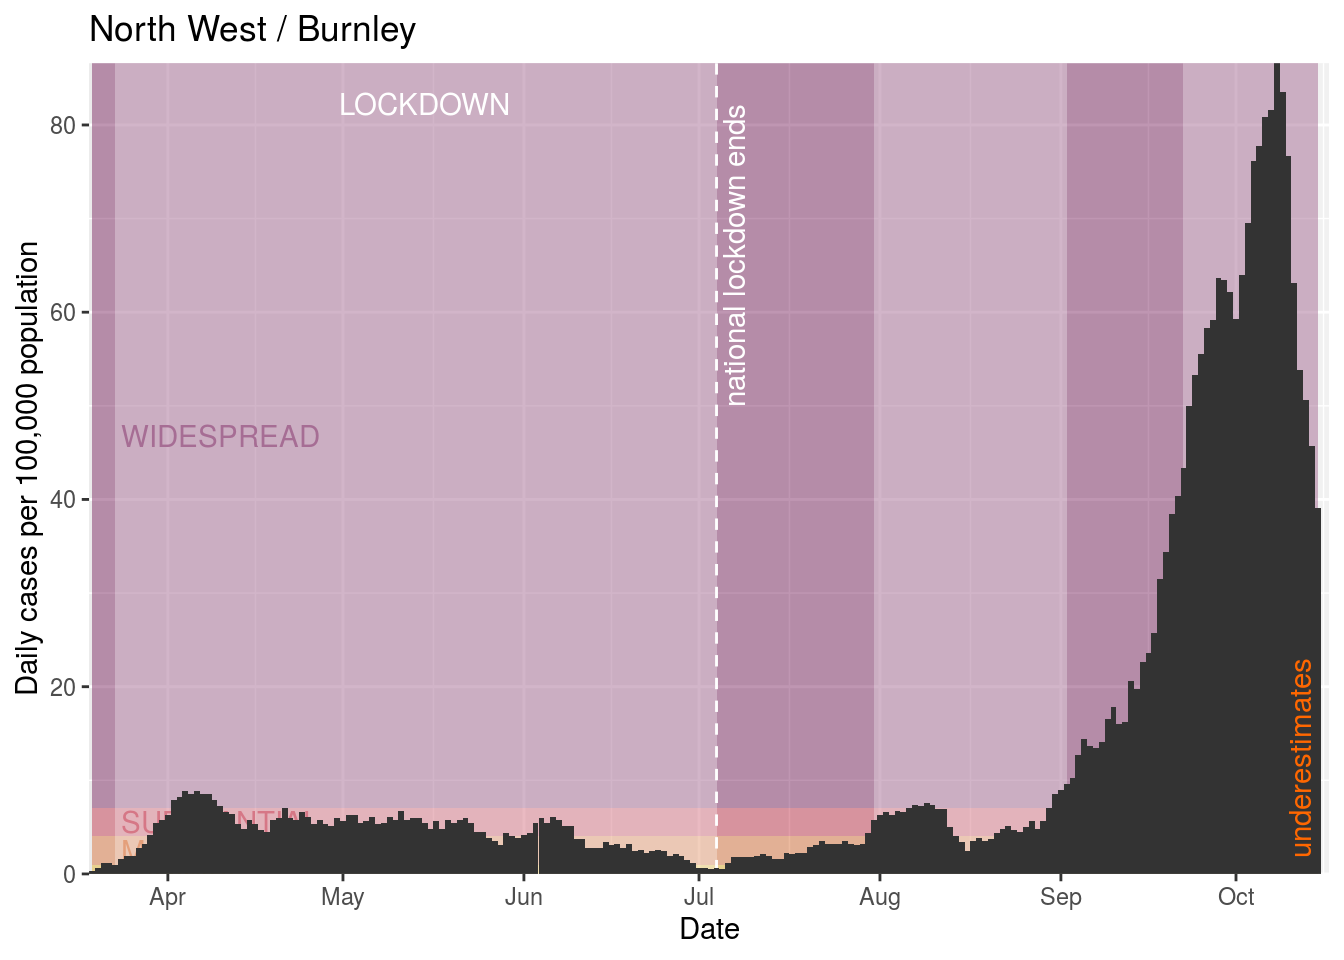 North West / Burnley
LOCKDOWN
national lockdown ends
WIDESPREAD
underestimates
Daily cases per 100,000 population
80
60
40
20
0
Apr May Jun Jul Aug Sep Oct
Date